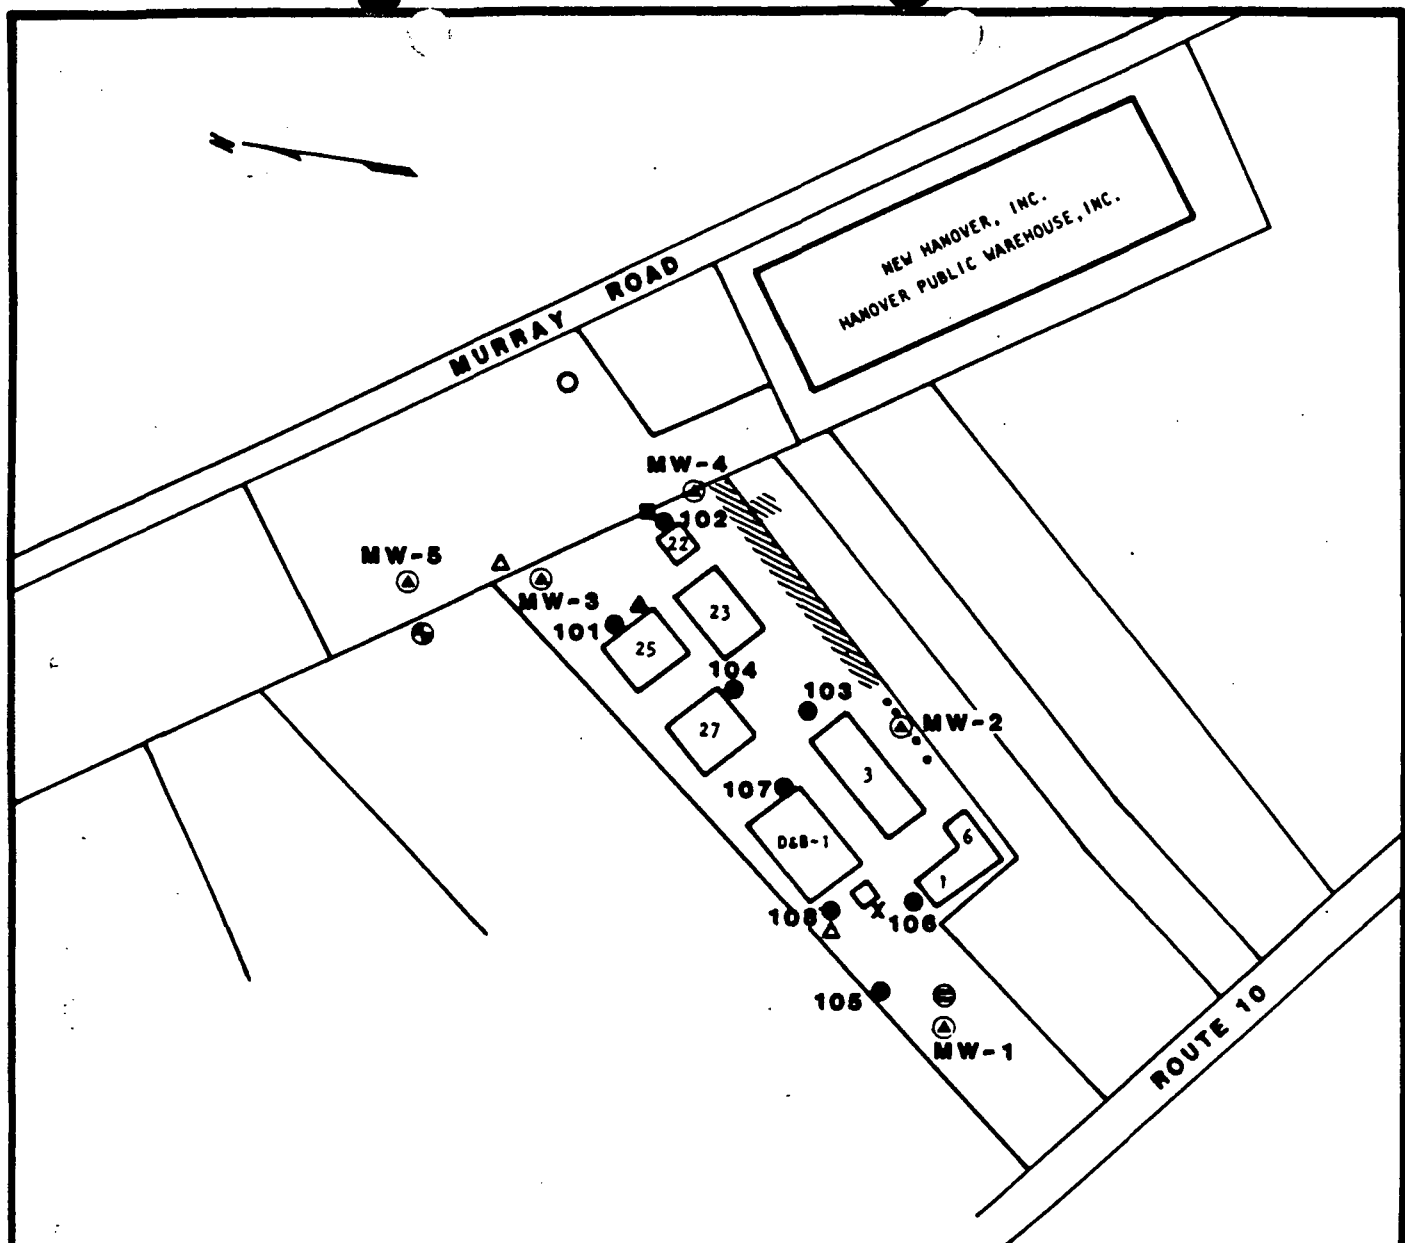 N
NEW HANOVER, INC.
HANOVER PUBLIC WAREHOUSE, INC.
MURRAY ROAD
MW-4
102
22
MW-5
MW-3
101
23
25
104
103
27
MW-2
3
107
D&B-1
6
1
108
X
106
105
MW-1
ROUTE 10